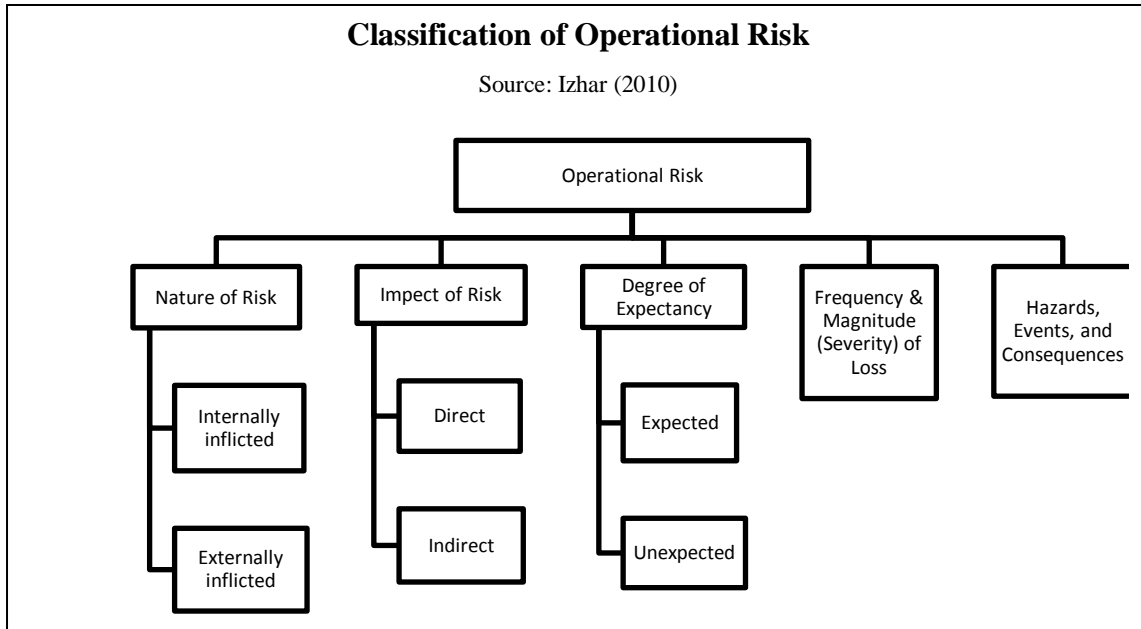 Classification of Operational Risk
Source: Izhar (2010)
Operational Risk
Nature of Risk
Internally
inflicted
Externally
inflicted
Impact of Risk
Direct
Indirect
Degree of
Expectancy
Expected
Unexpected
Frequency &
Magnitude
(Severity) of
Loss
Hazards,
Events, and
Consequences